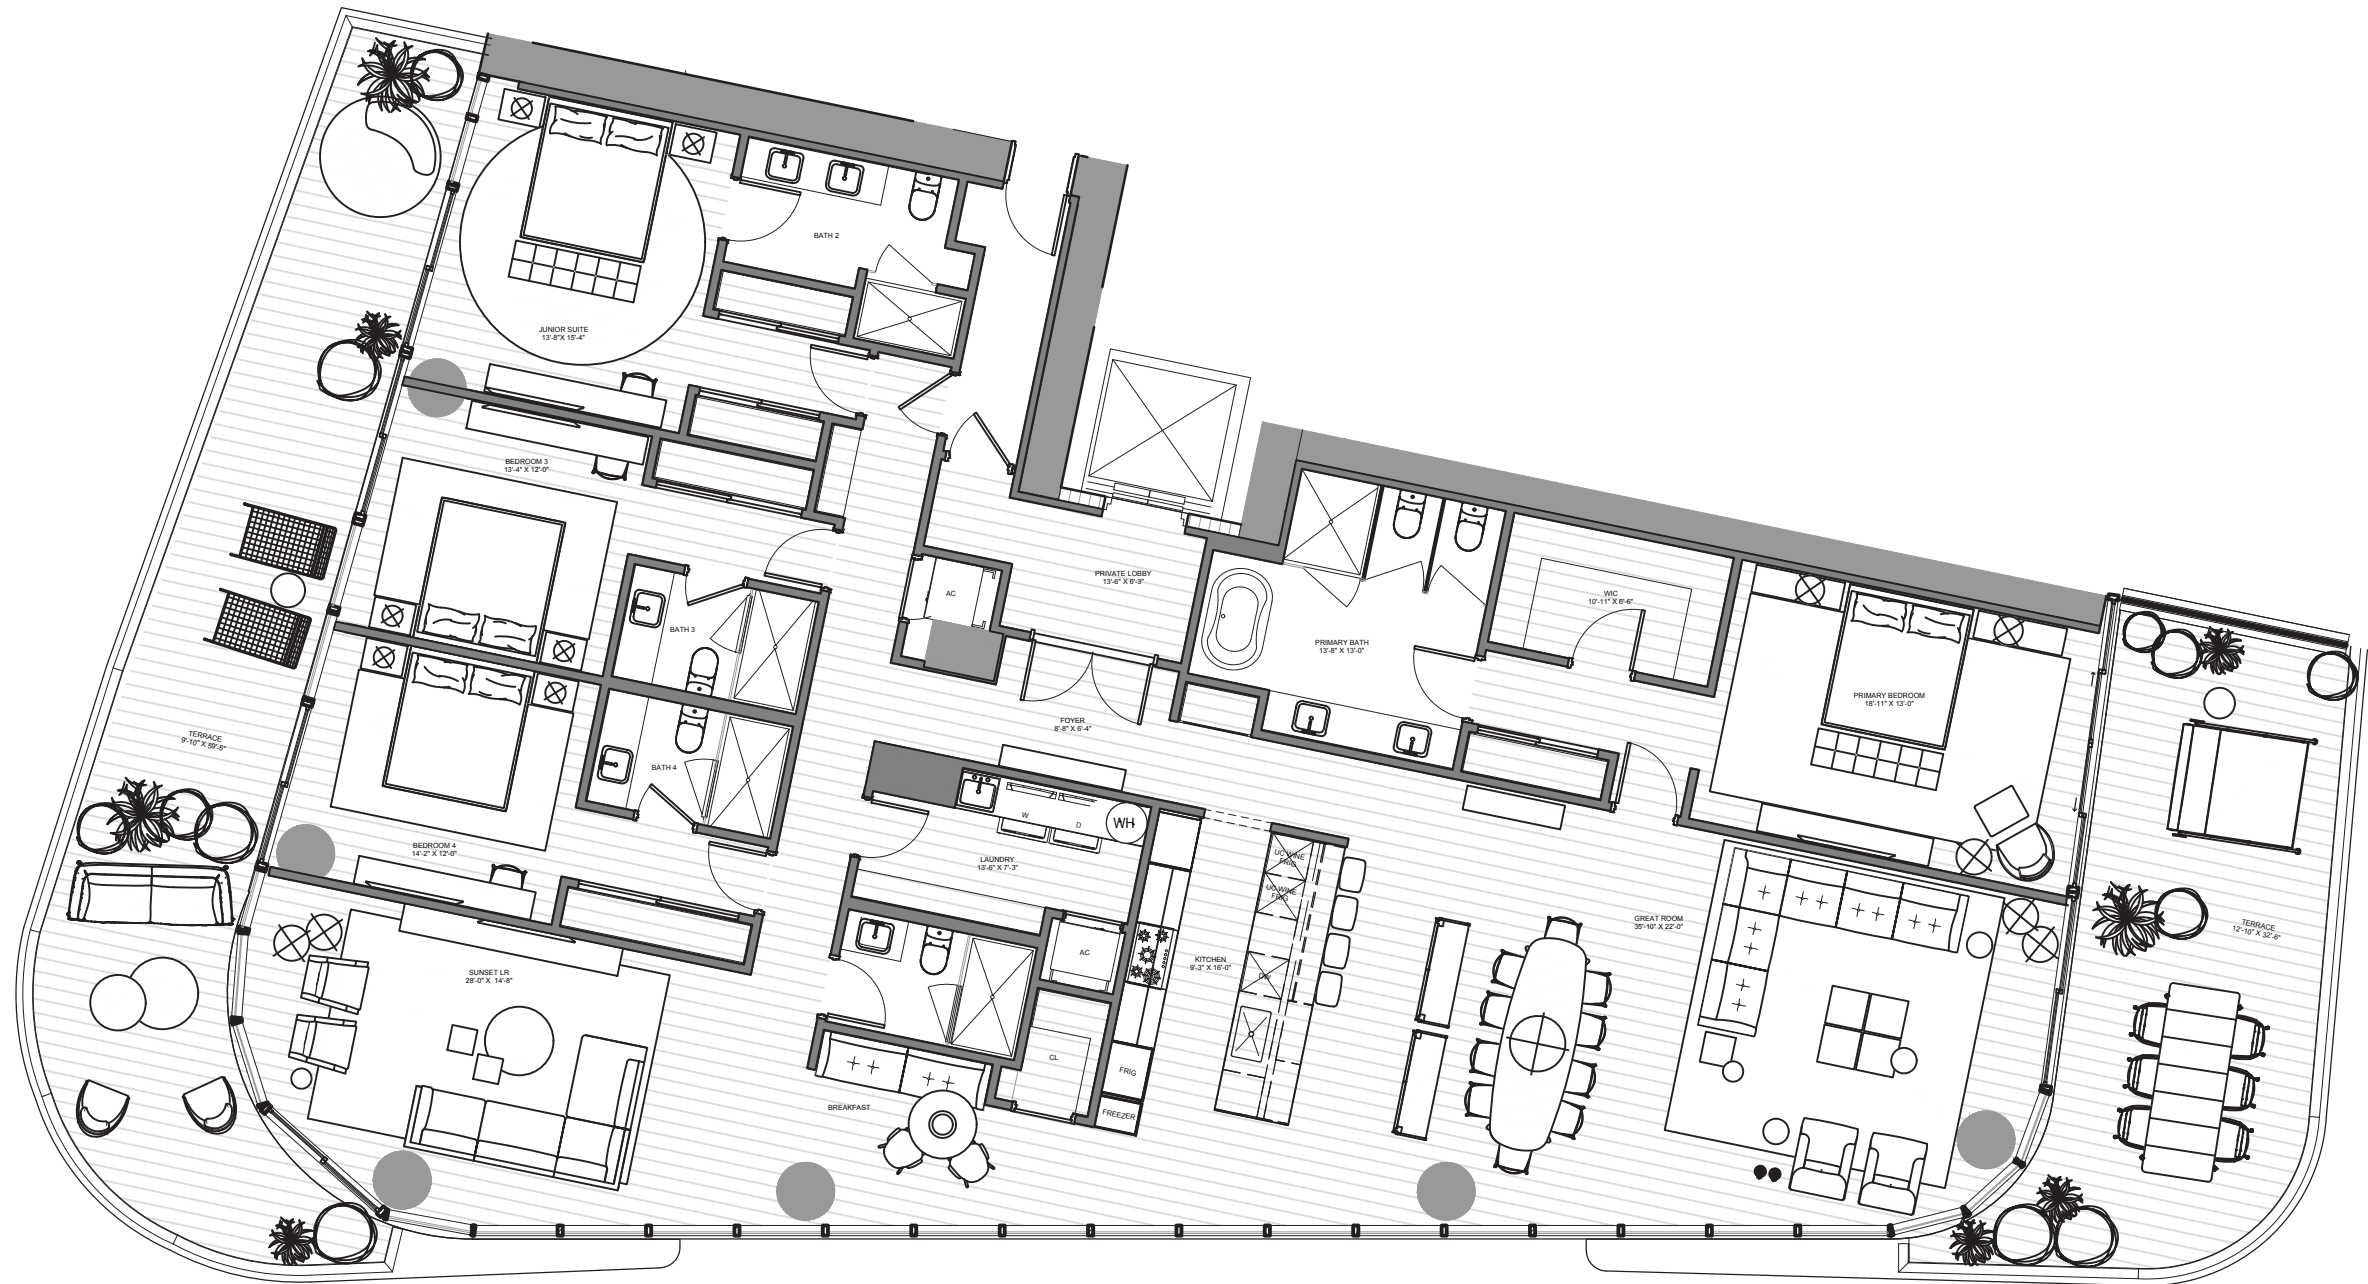 BATH 2
JUNIOR SUITE
13'-8"X 15'-4"
BEDROOM 3
13'-4" X 12'-0"
PRIVATE LOBBY
13'-6" X 6'-3"
AC
WIC
10'-11" X 6'-6"
BATH 3
PRIMARY BATH
13'-8" X 13'-0"
PRIMARY BEDROOM
18'-11" X 13'-0"
FOYER
8'-8" X 6'-4"
TERRACE
9'-10" X 59'-5"
BATH 4
W
D
WH
BEDROOM 4
14'-2" X 12'-0"
LAUNDRY
13'-6" X 7'-3"
UC WINE
FRIG
UC WINE
FRIG
GREAT ROOM
35'-10" X 22'-0"
TERRACE
12'-10" X 32'-6"
AC
KITCHEN
9'-3" X 16'-0"
SUNSET LR
28'-0" X 14'-8"
DW
CL
FRIG
BREAKFAST
FREEZER